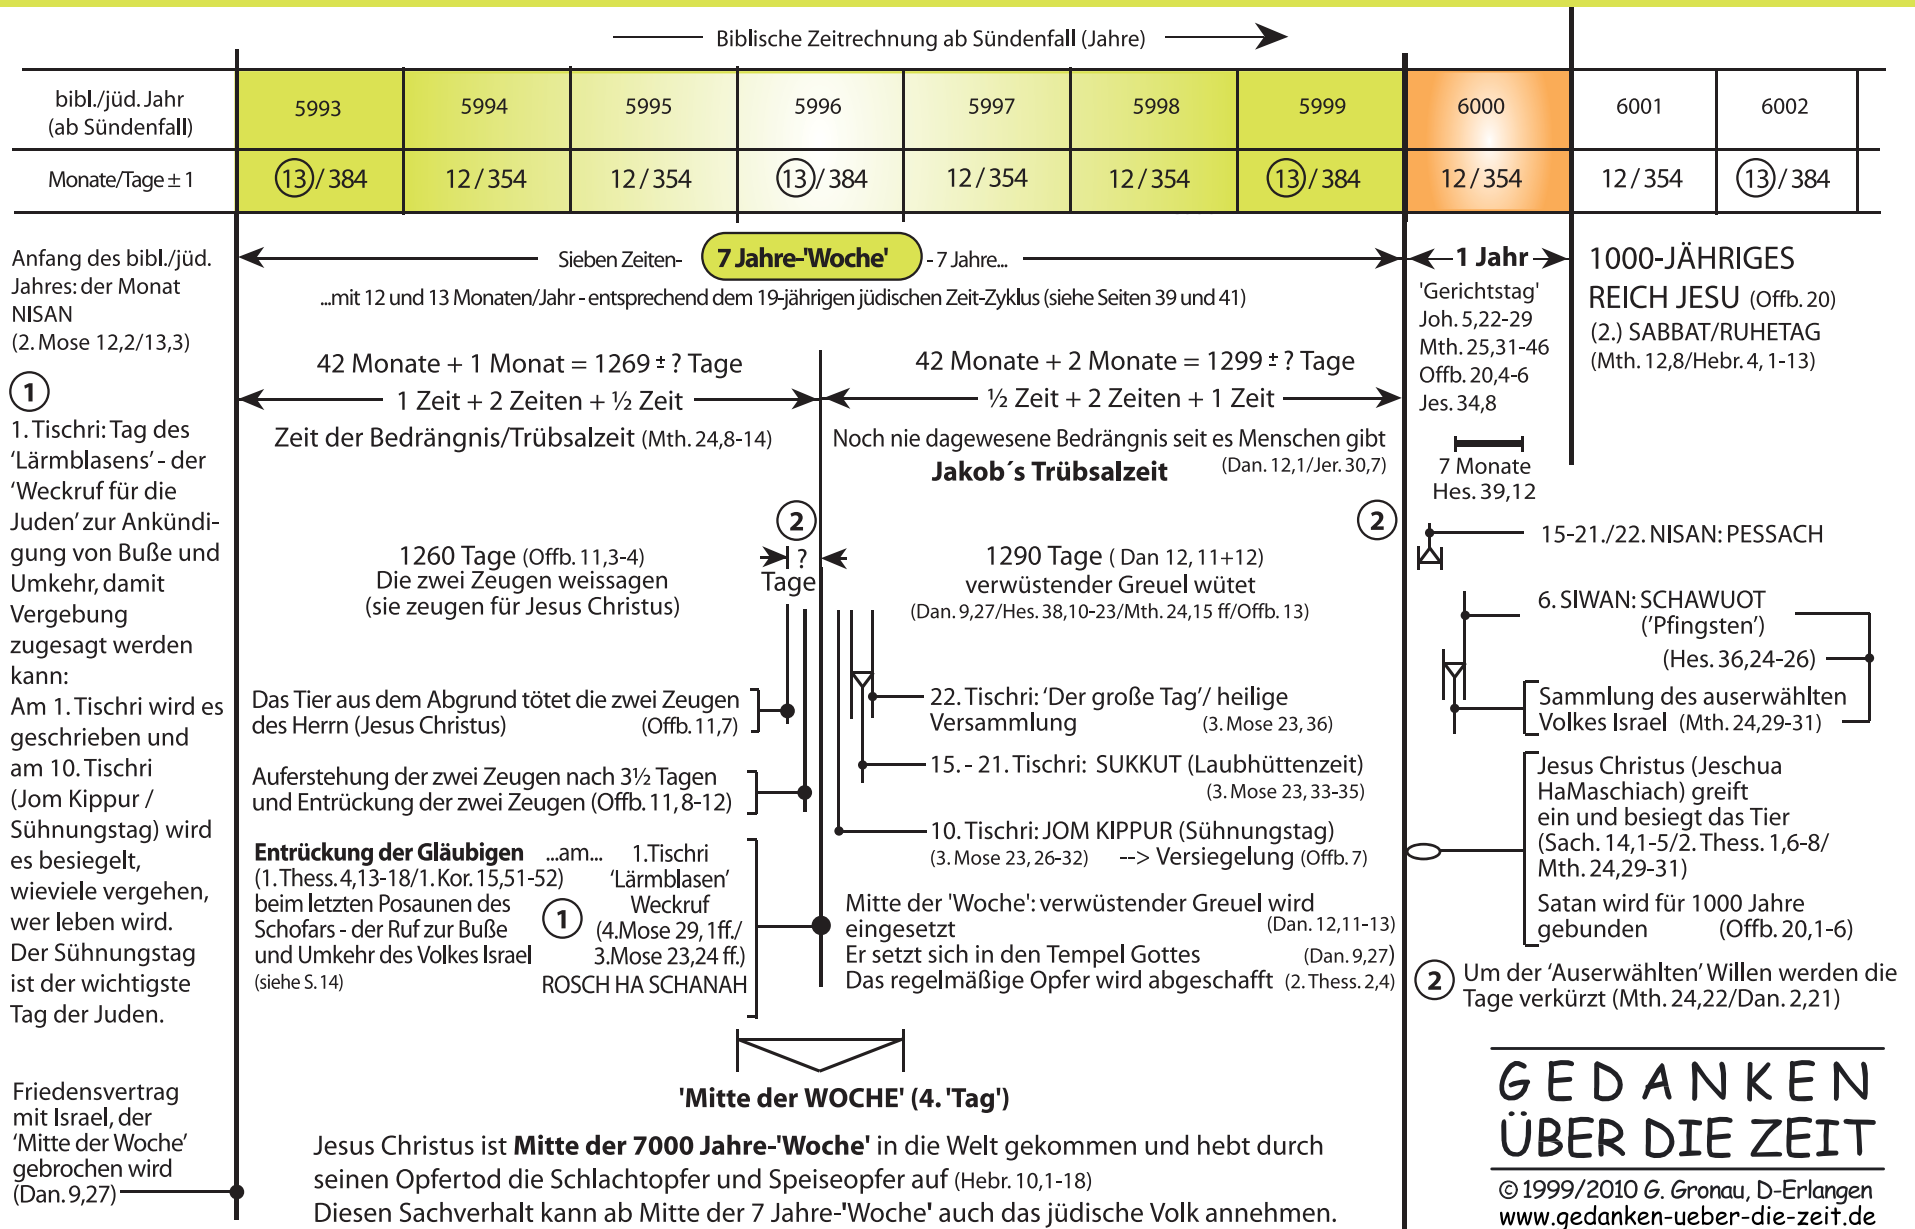 Biblische Zeitrechnung ab Sündenfall (Jahre)
bibl./jüd. Jahr
(ab Sündenfall)
5993 5994 5995 5996 5997 5998 5999 6000 6001 6002
Monate/Tage ± 1
13/384 12/354 12/354 13/384 12/354 12/354 13/384 12/354 12/354 13/384
Anfang des bibl./jüd.
Jahres: der Monat
NISAN
(2. Mose 12,2/13,3)
1
1. Tischri: Tag des
'Lärmblasens' - der
'Weckruf für die
Juden' zur Ankündi-
gung von Buße und
Umkehr, damit
Vergebung
zugesagt werden
kann:
Am 1. Tischri wird es
geschrieben und
am 10. Tischri
(Jom Kippur /
Sühnungstag) wird
es besiegelt,
wieviele vergehen,
wer leben wird.
Der Sühnungstag
ist der wichtigste
Tag der Juden.
Friedensvertrag
mit Israel, der
'Mitte der Woche'
gebrochen wird
(Dan. 9,27)
Sieben Zeiten- 7 Jahre-'Woche' - 7 Jahre...
...mit 12 und 13 Monaten/Jahr - entsprechend dem 19-jährigen jüdischen Zeit-Zyklus (siehe Seiten 39 und 41)
42 Monate + 1 Monat = 1269 ± ? Tage
1 Zeit + 2 Zeiten + ½ Zeit
Zeit der Bedrängnis/Trübsalzeit (Mth. 24,8-14)
42 Monate + 2 Monate = 1299 ± ? Tage
½ Zeit + 2 Zeiten + 1 Zeit
Noch nie dagewesene Bedrängnis seit es Menschen gibt
Jakob´s Trübsalzeit (Dan. 12,1/Jer. 30,7)
2
2
1260 Tage (Offb. 11,3-4)
Die zwei Zeugen weissagen
(sie zeugen für Jesus Christus)
?
Tage
1290 Tage ( Dan 12, 11+12)
verwüstender Greuel wütet
(Dan. 9,27/Hes. 38,10-23/Mth. 24,15 ff/Offb. 13)
Das Tier aus dem Abgrund tötet die zwei Zeugen
des Herrn (Jesus Christus) (Offb. 11,7)
Auferstehung der zwei Zeugen nach 3½ Tagen
und Entrückung der zwei Zeugen (Offb. 11, 8-12)
Entrückung der Gläubigen ...am...
(1. Thess. 4,13-18/1. Kor. 15,51-52)
beim letzten Posaunen des
Schofars - der Ruf zur Buße
und Umkehr des Volkes Israel
(siehe S. 14)
1
1.Tischri
'Lärmblasen'
Weckruf
(4.Mose 29, 1ff./
3.Mose 23,24 ff.)
ROSCH HA SCHANAH
22. Tischri: 'Der große Tag'/ heilige
Versammlung (3. Mose 23, 36)
15. - 21. Tischri: SUKKUT (Laubhüttenzeit)
(3. Mose 23, 33-35)
10. Tischri: JOM KIPPUR (Sühnungstag)
(3. Mose 23, 26-32) --> Versiegelung (Offb. 7)
Mitte der 'Woche': verwüstender Greuel wird
eingesetzt (Dan. 12,11-13)
Er setzt sich in den Tempel Gottes (Dan. 9,27)
Das regelmäßige Opfer wird abgeschafft (2. Thess. 2,4)
'Mitte der WOCHE' (4. 'Tag')
Jesus Christus ist Mitte der 7000 Jahre-'Woche' in die Welt gekommen und hebt durch
seinen Opfertod die Schlachtopfer und Speiseopfer auf (Hebr. 10,1-18)
Diesen Sachverhalt kann ab Mitte der 7 Jahre-'Woche' auch das jüdische Volk annehmen.
1 Jahr
'Gerichtstag'
Joh. 5,22-29
Mth. 25,31-46
Offb. 20,4-6
Jes. 34,8
7 Monate
Hes. 39,12
1000-JÄHRIGES
REICH JESU (Offb. 20)
(2.) SABBAT/RUHETAG
(Mth. 12,8/Hebr. 4, 1-13)
15-21./22. NISAN: PESSACH
6. SIWAN: SCHAWUOT
('Pfingsten')
(Hes. 36,24-26)
Sammlung des auserwählten
Volkes Israel (Mth. 24,29-31)
Jesus Christus (Jeschua
HaMaschiach) greift
ein und besiegt das Tier
(Sach. 14,1-5/2. Thess. 1,6-8/
Mth. 24,29-31)
Satan wird für 1000 Jahre
gebunden (Offb. 20,1-6)
2 Um der 'Auserwählten' Willen werden die
Tage verkürzt (Mth. 24,22/Dan. 2,21)
GEDANKEN
ÜBER DIE ZEIT
© 1999/2010 G. Gronau, D-Erlangen
www.gedanken-ueber-die-zeit.de